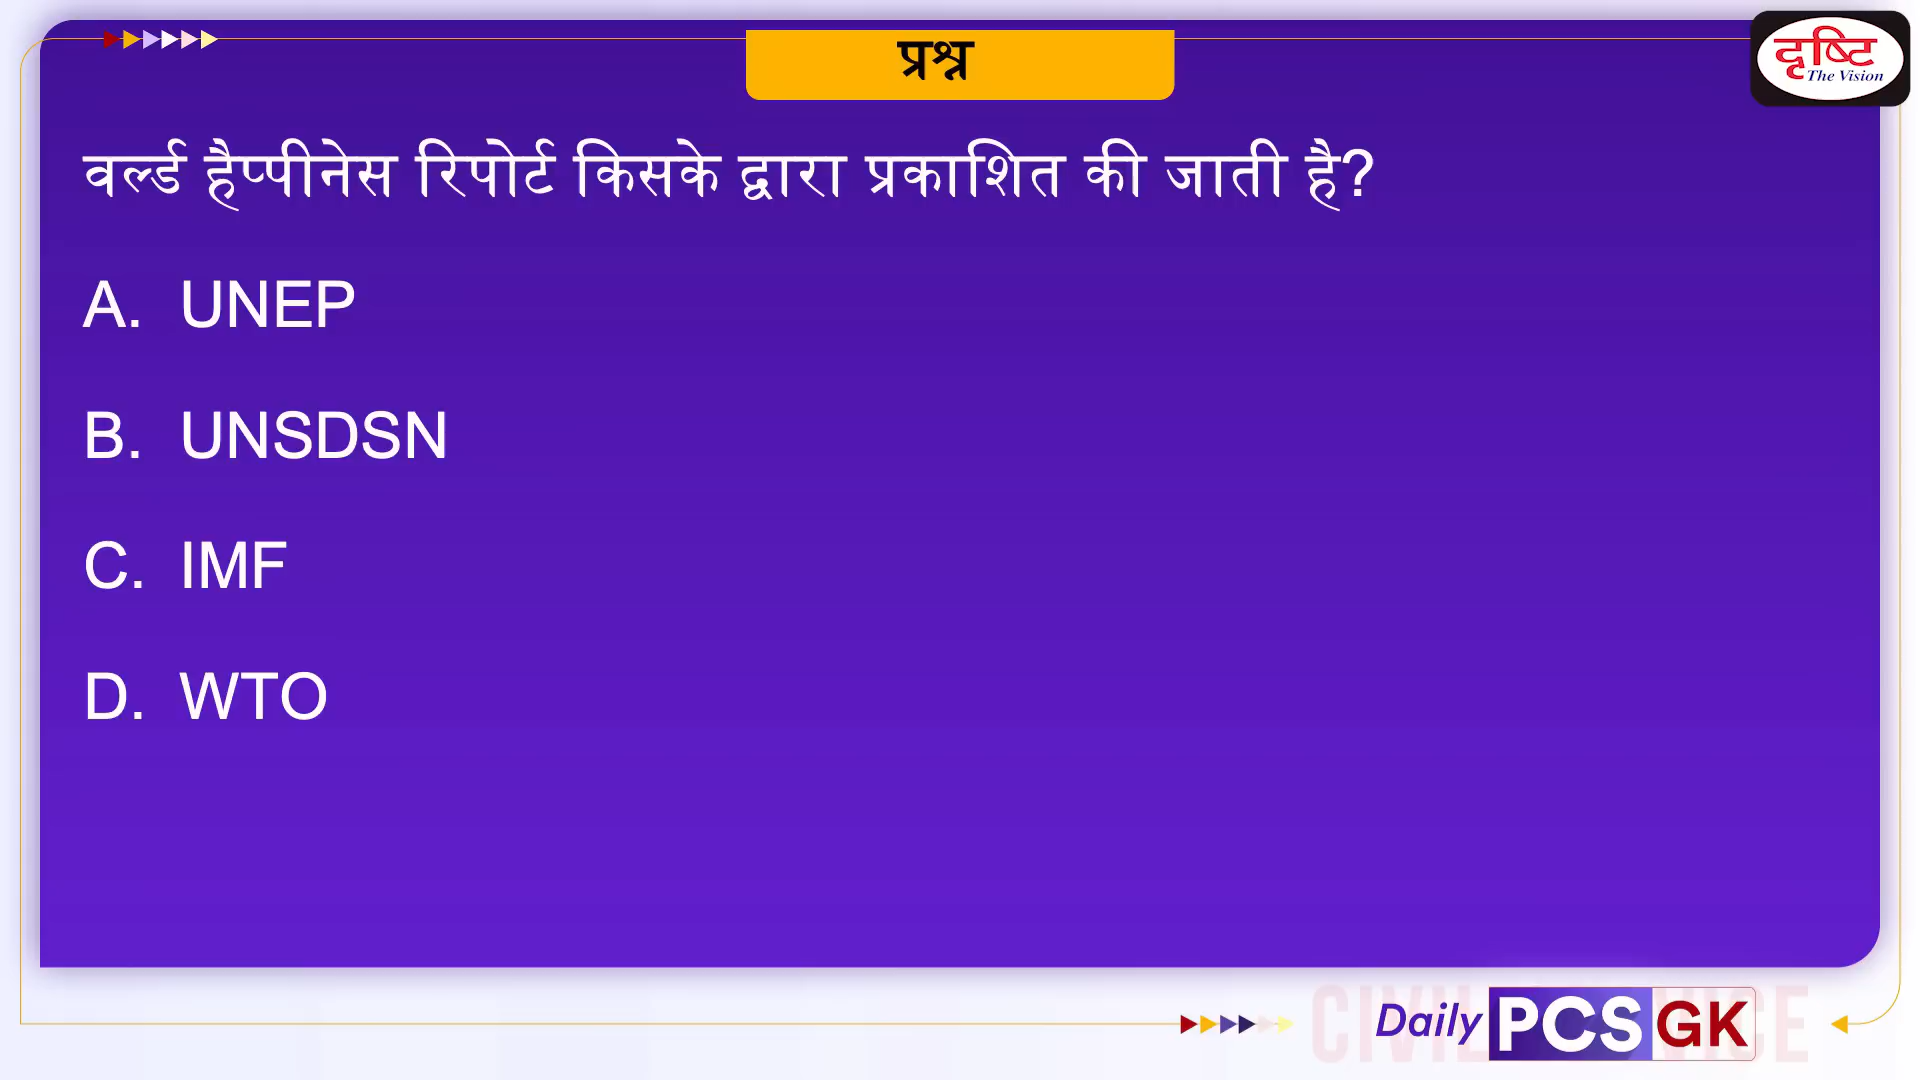 प्रश्न
दृष्टि
The Vision
वर्ल्ड हैप्पीनेस रिपोर्ट किसके द्वारा प्रकाशित की जाती है?
A. UNEP
B. UNSDSN
C. IMF
D. WTO
Daily PCS GK